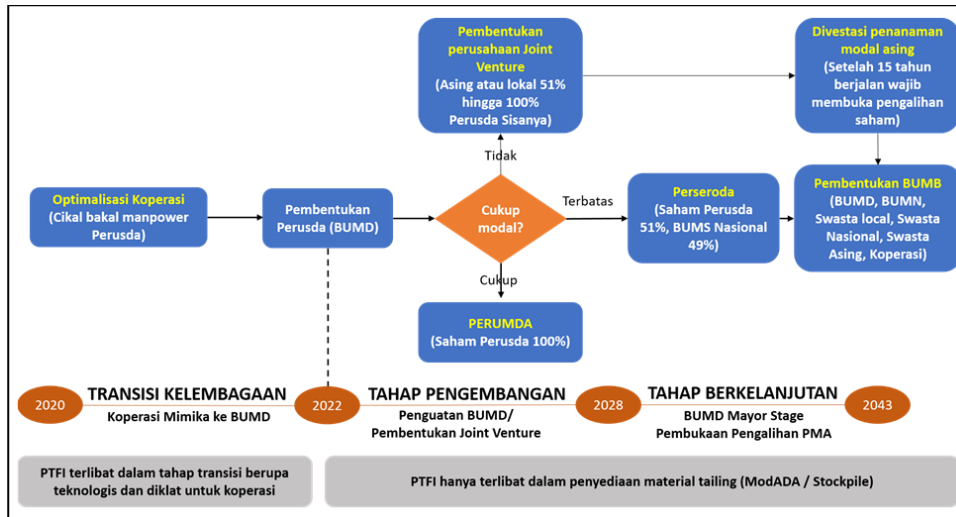 Pembentukan
perusahaan Joint
Venture
(Asing atau lokal 51%
hingga 100%
Perusda Sisanya)
Divestasi penanaman
modal asing
(Setelah 15 tahun
berjalan wajib
membuka pengalihan
saham)
Tidak
Optimalisasi Koperasi
(Cikal bakal manpower
Perusda)
Pembentukan
Perusda (BUMD)
Cukup
modal?
Terbatas
Perseroda
(Saham Perusda
51%, BUMS Nasional
49%)
Pembentukan BUMB
(BUMD, BUMN,
Swasta local, Swasta
Nasional, Swasta
Asing, Koperasi)
Cukup
PERUMDA
(Saham Perusda 100%)
2020
TRANSISI KELEMBAGAAN
Koperasi Mimika ke BUMD
2022
TAHAP PENGEMBANGAN
Penguatan BUMD/
Pembentukan Joint Venture
2028
TAHAP BERKELANJUTAN
BUMD Mayor Stage
Pembukaan Pengalihan PMA
2043
PTFI terlibat dalam tahap transisi berupa
teknologis dan diklat untuk koperasi
PTFI hanya terlibat dalam penyediaan material tailing (ModADA / Stockpile)